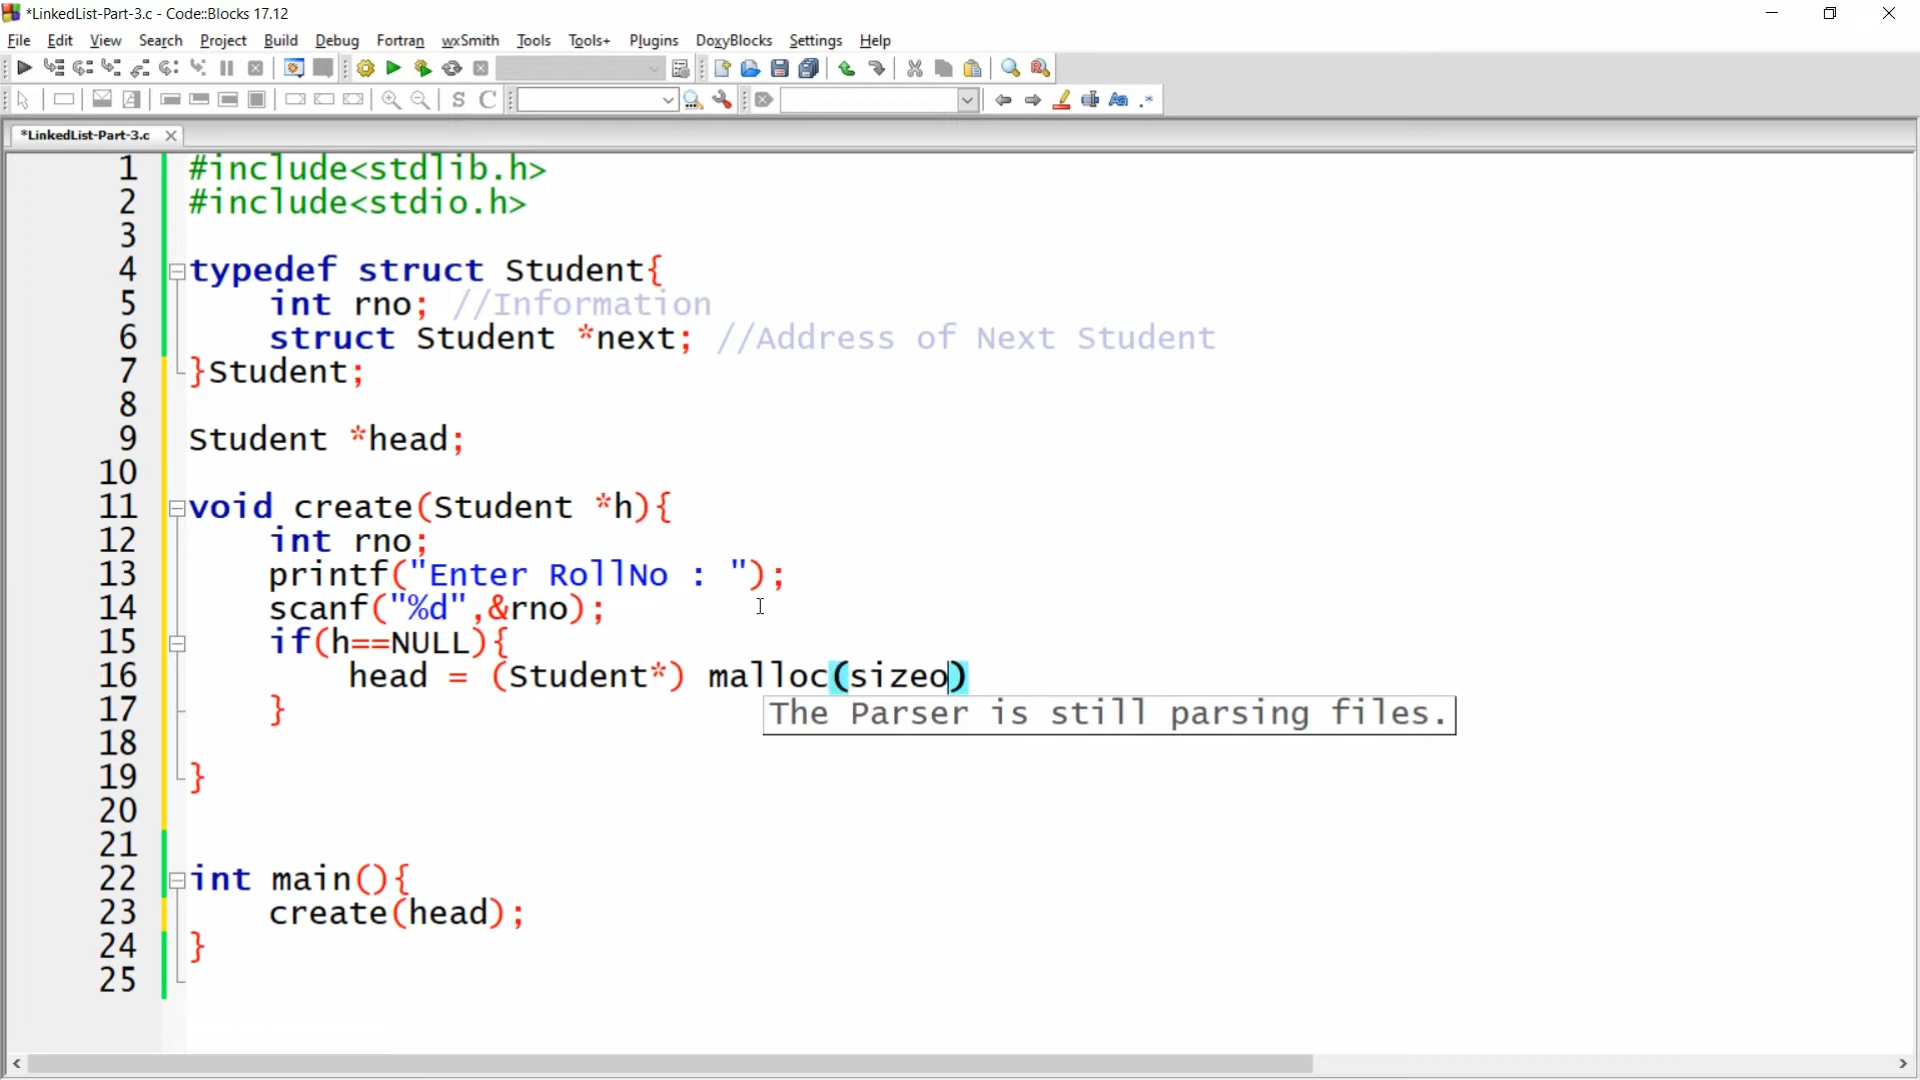 *LinkedList-Part-3.c - Code::Blocks 17.12
File Edit View Search Project Build Debug Fortran wxSmith Tools Tools+ Plugins DoxyBlocks Settings Help
*LinkedList-Part-3.c
1 #include<stdlib.h>
2 #include<stdio.h>
3
4 typedef struct Student{
5 int rno; //Information
6 struct Student *next; //Address of Next Student
7 }Student;
8
9 Student *head;
10
11 void create(Student *h){
12 int rno;
13 printf("Enter RollNo : ");
14 scanf("%d",&rno);
15 if(h==NULL){
16 head = (Student*) malloc(sizeo)
17 }
The Parser is still parsing files.
18
19 }
20
21
22 int main(){
23 create(head);
24 }
25